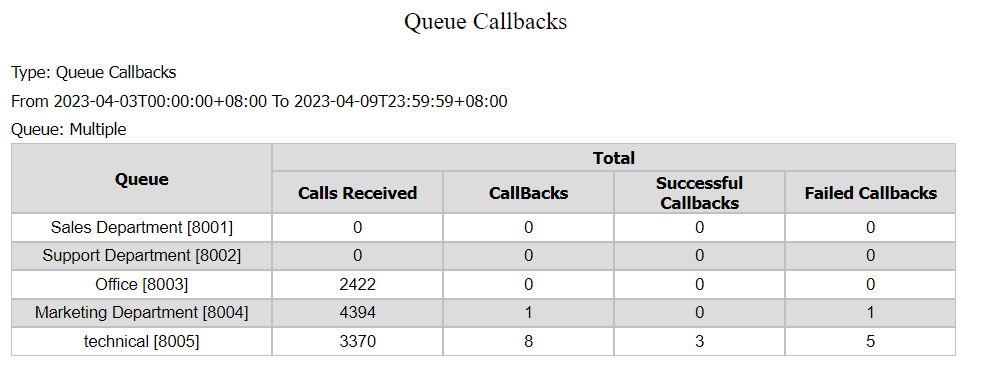 Queue Callbacks
Type: Queue Callbacks
From 2023-04-03T00:00:00+08:00 To 2023-04-09T23:59:59+08:00
Queue: Multiple
Queue Total
Calls Received CallBacks Successful Callbacks Failed Callbacks
Sales Department [8001] 0 0 0 0
Support Department [8002] 0 0 0 0
Office [8003] 2422 0 0 0
Marketing Department [8004] 4394 1 0 1
technical [8005] 3370 8 3 5